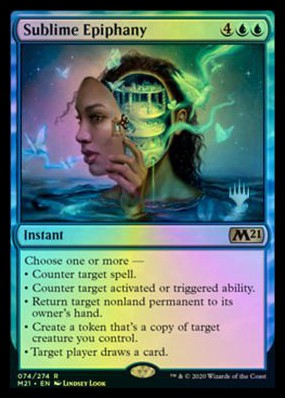 Sublime Epiphany 4
Instant M21
Choose one or more —
• Counter target spell.
• Counter target activated or triggered ability.
• Return target nonland permanent to its
owner's hand.
• Create a token that's a copy of target
creature you control.
• Target player draws a card.
074/274 R
M21 • EN Lindsey Look
™ & © 2020 Wizards of the Coast